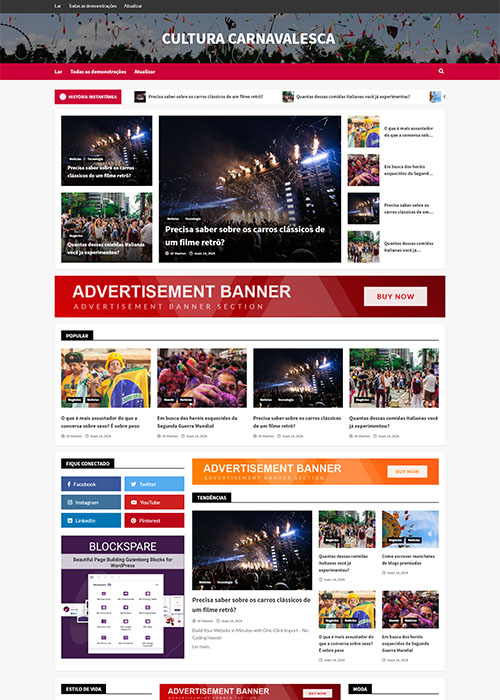 Lar Todas as demonstrações Atualizar
CULTURA CARNAVALESCA
Lar Todas as demonstrações Atualizar
HISTÓRIA INSTANTÂNEA
Precisa saber sobre os carros clássicos de um filme retrô?
Quantas dessas comidas italianas você já experimentou?
Notícias Tecnologia
Precisa saber sobre os carros
clássicos de um filme retrô?
Negócios
Quantas dessas comidas italianas
você já experimentou?
Notícias Tecnologia
Precisa saber sobre os carros clássicos de
um filme retrô?
AF themes maio 14, 2024
O que é mais assustador
do que a conversa sob...
Em busca dos heróis
esquecidos da Segund...
Precisa saber sobre os
carros clássicos de um...
Quantas dessas comidas
italianas você já...
ADVERTISEMENT BANNER
ADVERTISEMENT BANNER SECTION
BUY NOW
POPULAR
Negócios Notícias
O que é mais assustador do que a
conversa sobre sexo? É sobre peso
AF themes maio 14, 2024
Mundo Notícias
Em busca dos heróis esquecidos da
Segunda Guerra Mundial
AF themes maio 14, 2024
Notícias Tecnologia
Precisa saber sobre os carros clássicos
de um filme retrô?
AF themes maio 14, 2024
Negócios
Quantas dessas comidas italianas você
já experimentou?
AF themes maio 14, 2024
FIQUE CONECTADO
Facebook
Twitter
Instagram
YouTube
LinkedIn
Pinterest
BLOCKSPARE
Beautiful Page Building Gutenberg Blocks for
WordPress
ADVERTISEMENT BANNER
ADVERTISEMENT BANNER SECTION
BUY NOW
TENDÊNCIAS
Notícias Tecnologia
Precisa saber sobre os carros clássicos de
um filme retrô?
AF themes maio 14, 2024
Build Your Website in Minutes with One-Click Import – No
Coding Hassle!
Ler mais..
Negócios
Quantas dessas comidas
italianas você já
experimentou?
maio 14, 2024
Negócios Notícias
Como escrever manchetes
de blogs premiadas
maio 14, 2024
Negócios Notícias
O que é mais assustador do
que a conversa sobre sexo?
É sobre peso
maio 14, 2024
Mundo Notícias
Em busca dos heróis
esquecidos da Segunda
Guerra Mundial
maio 14, 2024
ESTILO DE VIDA
ADVERTISEMENT BANNER
BUY NOW
MODA